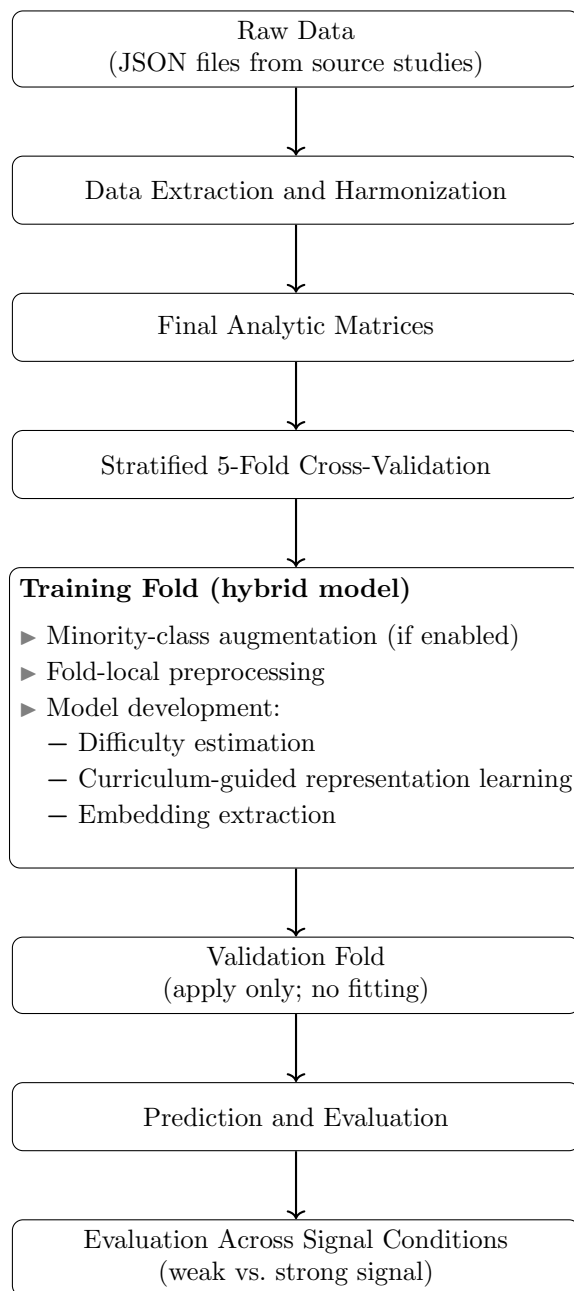 Raw Data
(JSON files from source studies)
Data Extraction and Harmonization
Final Analytic Matrices
Stratified 5-Fold Cross-Validation
Training Fold (hybrid model)
▶ Minority-class augmentation (if enabled)
▶ Fold-local preprocessing
▶ Model development:
– Difficulty estimation
– Curriculum-guided representation learning
– Embedding extraction
Validation Fold
(apply only; no fitting)
Prediction and Evaluation
Evaluation Across Signal Conditions
(weak vs. strong signal)